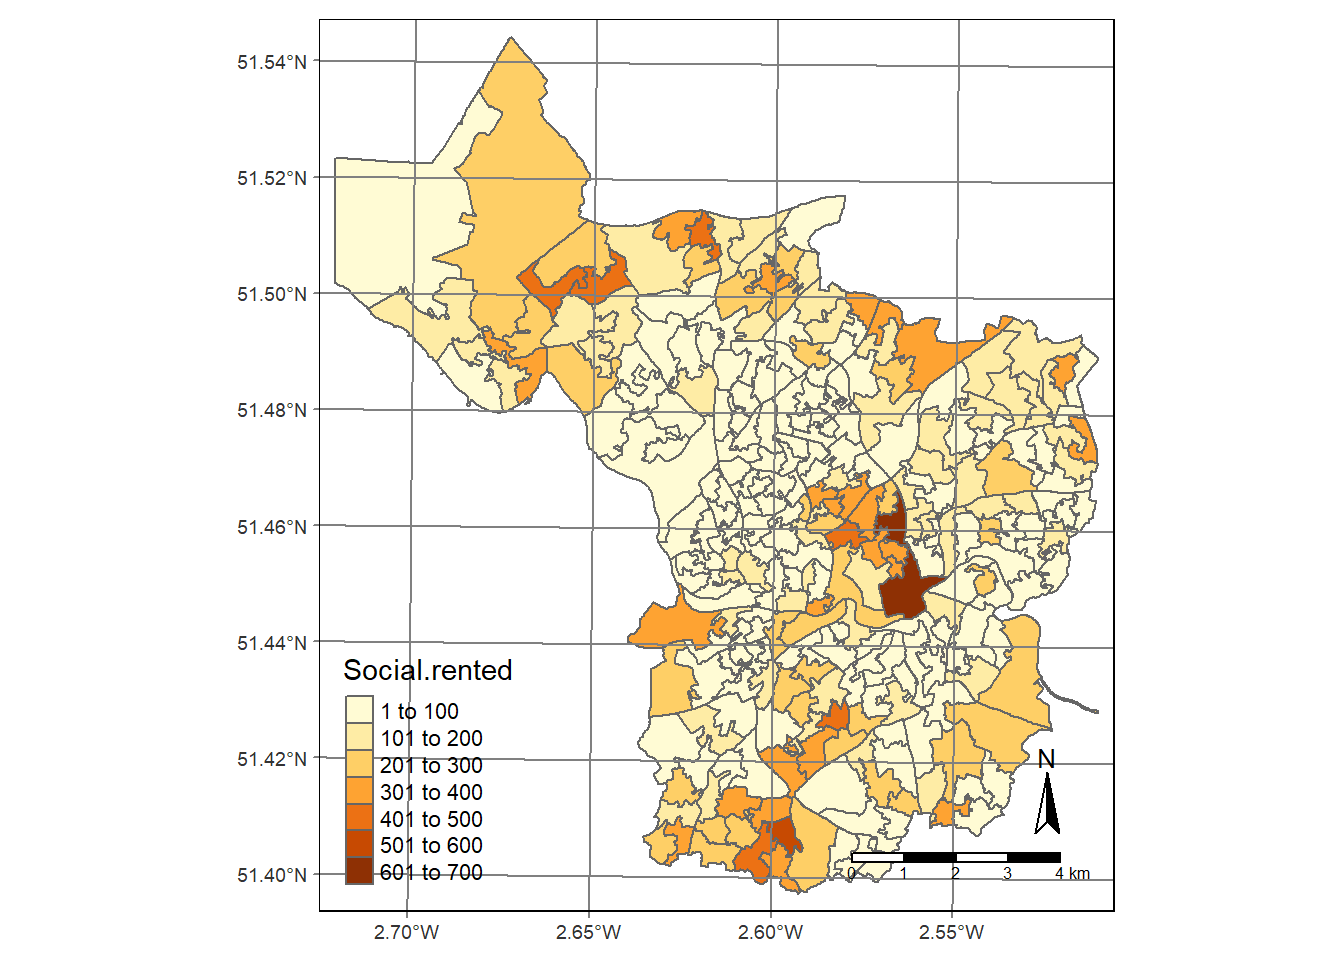 51.54°N
51.52°N
51.50°N
51.48°N
51.46°N
51.44°N
51.42°N
51.40°N
Social.rented
1 to 100
101 to 200
201 to 300
301 to 400
401 to 500
501 to 600
601 to 700
N
0 1 2 3 4 km
2.70°W 2.65°W 2.60°W 2.55°W